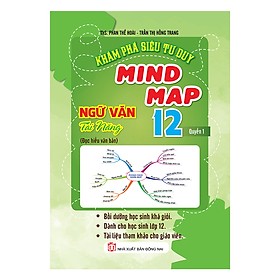 SVS. PHAN THẾ HOÀI - TRẦN THỊ HỒNG TRANG
KHÁM PHÁ SIÊU TƯ DUY
MIND
MAP
NGỮ VĂN
Tài Năng
12
Quyển 1
(Đọc hiểu văn bản)
• Bồi dưỡng học sinh khá giỏi.
• Dành cho học sinh lớp 12.
• Tài liệu tham khảo cho giáo viên.
NHÀ XUẤT BẢN ĐỒNG NAI